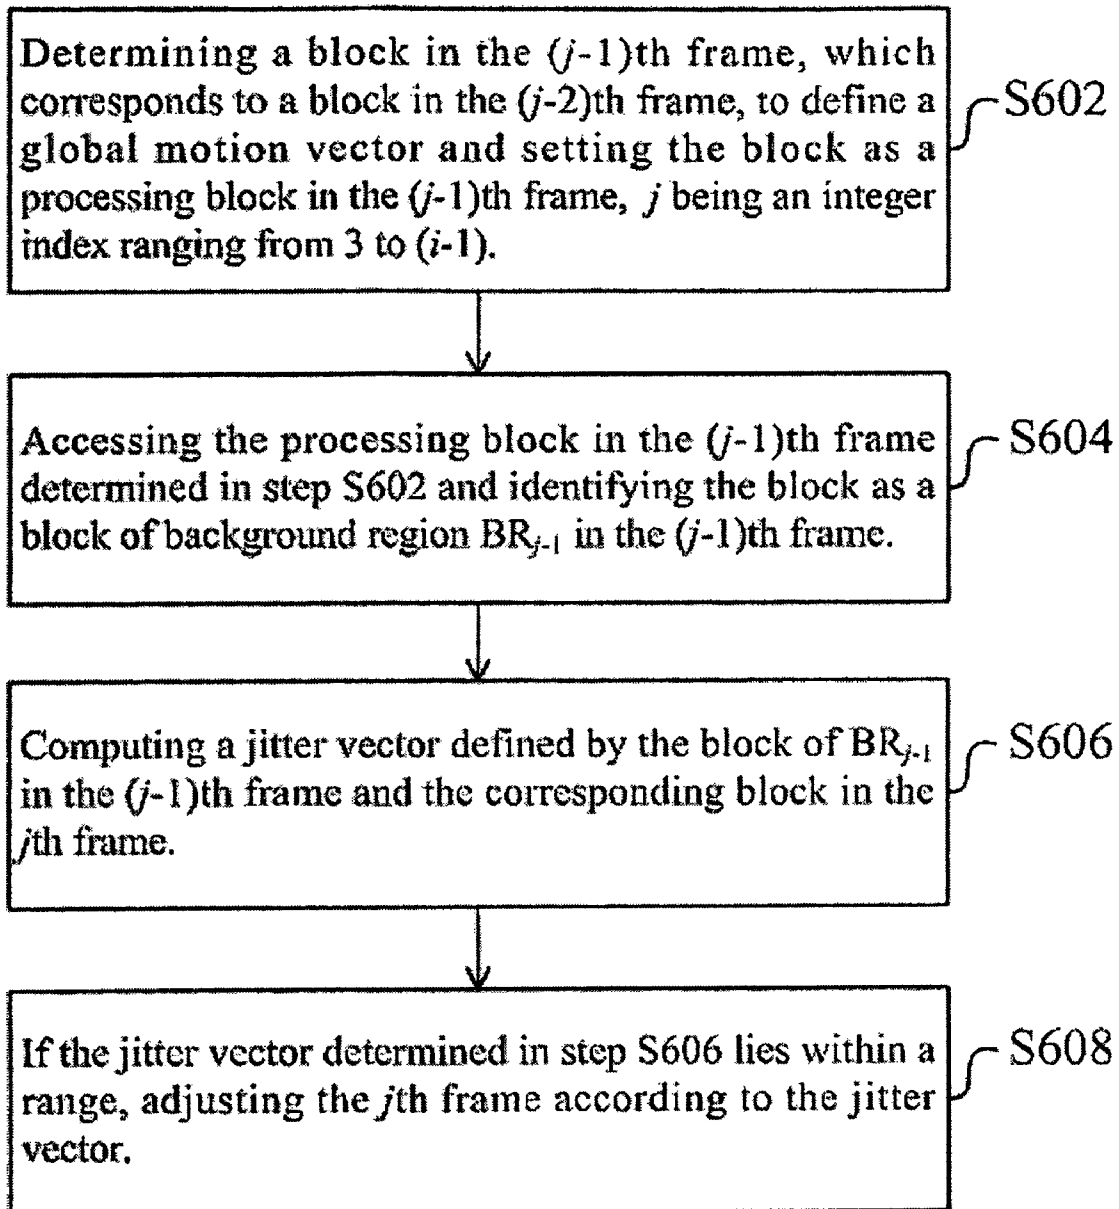 Determining a block in the (j-1)th frame, which
corresponds to a block in the (j-2)th frame, to define a
global motion vector and setting the block as a
processing block in the (j-1)th frame, j being an integer
index ranging from 3 to (i-1).
S602
Accessing the processing block in the (j-1)th frame
determined in step S602 and identifying the block as a
block of background region BRj-1 in the (j-1)th frame.
S604
Computing a jitter vector defined by the block of BRj-1
in the (j-1)th frame and the corresponding block in the
jth frame.
S606
If the jitter vector determined in step S606 lies within a
range, adjusting the jth frame according to the jitter
vector.
S608